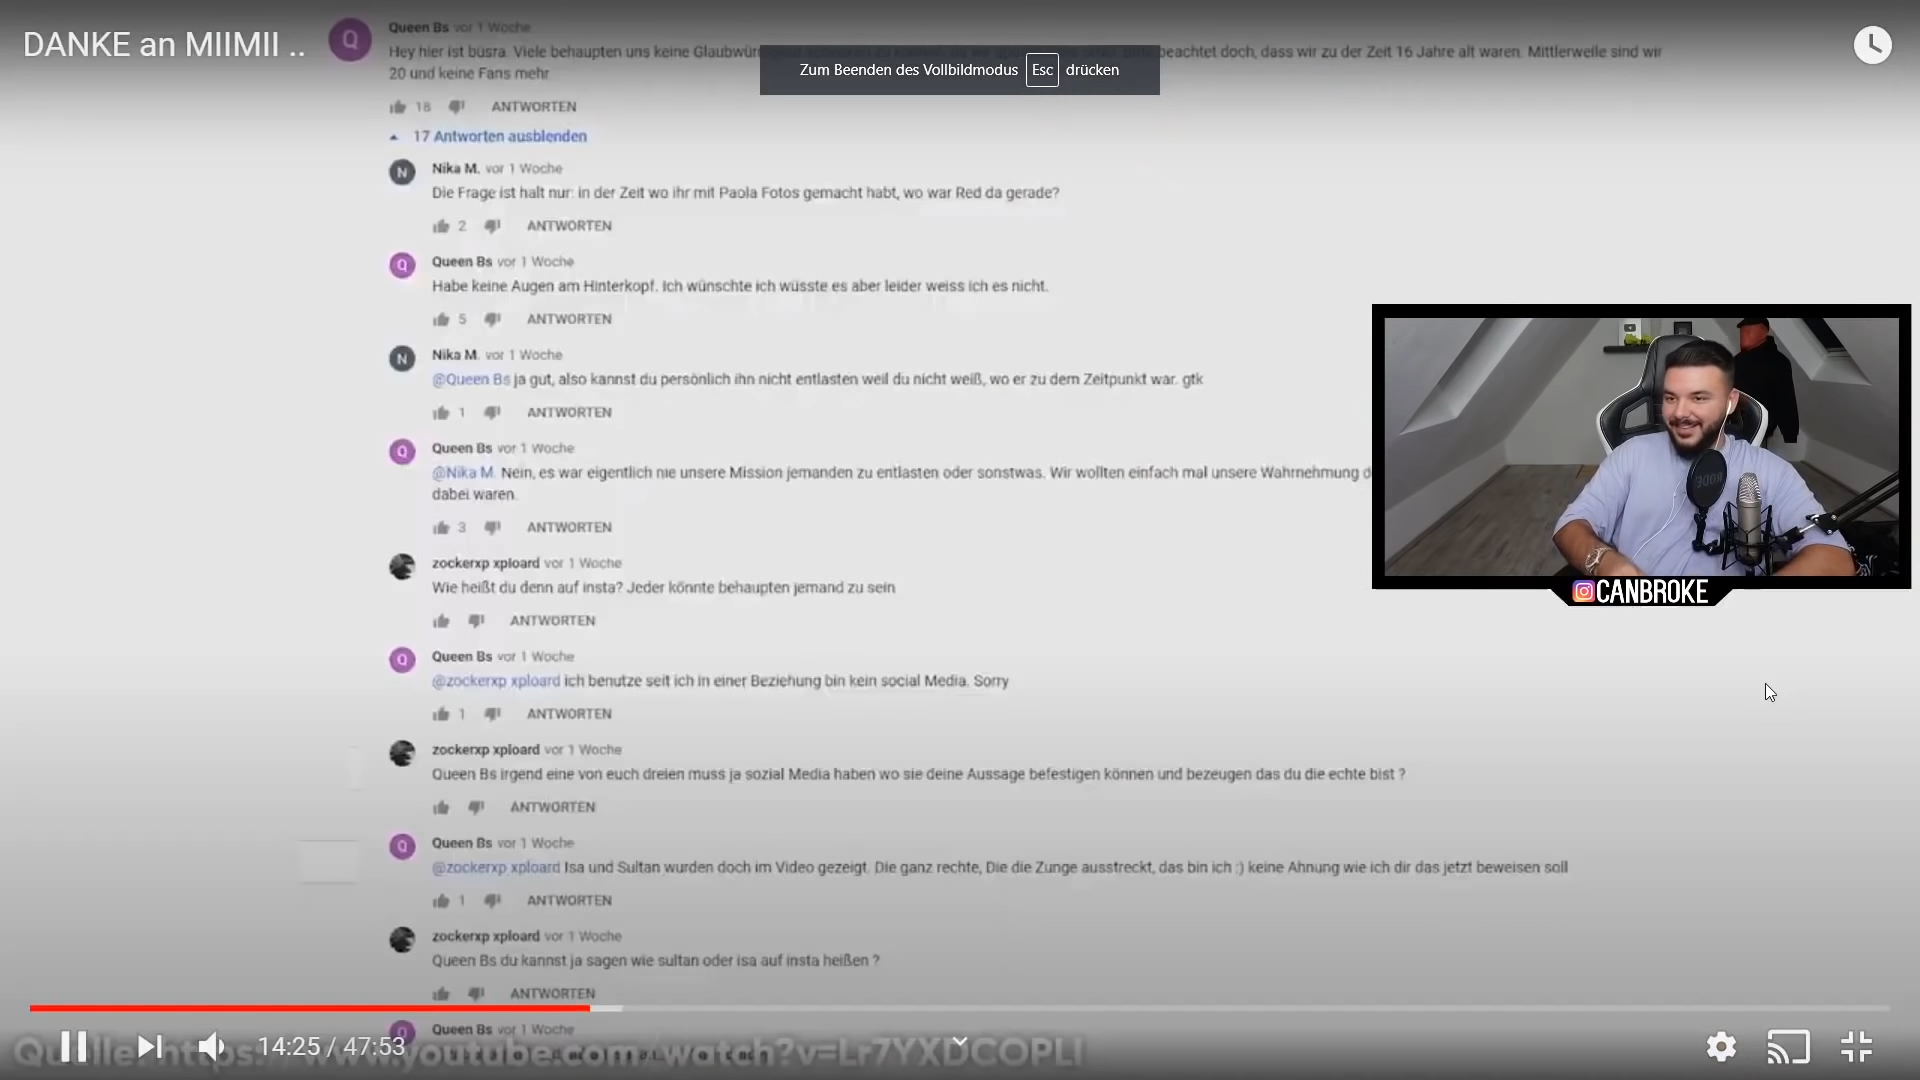 DANKE an MIIMII ..
Queen Bs vor 1 Woche
Hey hier ist büsra. Viele behaupten uns keine beachtet doch, dass wir zu der Zeit 16 Jahre alt waren. Mittlerweile sind wir
20 und keine Fans mehr
Zum Beenden des Vollbildmodus Esc drücken
18 ANTWORTEN
17 Antworten ausblenden
Nika M. vor 1 Woche
Die Frage ist halt nur: in der Zeit wo ihr mit Paola Fotos gemacht habt, wo war Red da gerade?
2 ANTWORTEN
Queen Bs vor 1 Woche
Habe keine Augen am Hinterkopf. Ich wünschte ich wüsste es aber leider weiss ich es nicht.
5 ANTWORTEN
Nika M. vor 1 Woche
@Queen Bs ja gut, also kannst du persönlich ihn nicht entlasten weil du nicht weiß, wo er zu dem Zeitpunkt war. gtk
1 ANTWORTEN
Queen Bs vor 1 Woche
@Nika M. Nein, es war eigentlich nie unsere Mission jemanden zu entlasten oder sonstwas. Wir wollten einfach mal unsere Wahrnehmung
dabei waren.
3 ANTWORTEN
zockerxp xploard vor 1 Woche
Wie heißt du denn auf insta? Jeder könnte behaupten jemand zu sein
ANTWORTEN
Queen Bs vor 1 Woche
@zockerxp xploard ich benutze seit ich in einer Beziehung bin kein social Media. Sorry
1 ANTWORTEN
zockerxp xploard vor 1 Woche
Queen Bs irgend eine von euch dreien muss ja sozial Media haben wo sie deine Aussage befestigen können und bezeugen das du die echte bist ?
ANTWORTEN
Queen Bs vor 1 Woche
@zockerxp xploard Isa und Sultan wurden doch im Video gezeigt. Die ganz rechte, Die die Zunge ausstreckt, das bin ich :) keine Ahnung wie ich dir das jetzt beweisen soll
1 ANTWORTEN
zockerxp xploard vor 1 Woche
Queen Bs du kannst ja sagen wie sultan oder isa auf insta heißen ?
ANTWORTEN
Queen Bs vor 1 Woche
14:25 / 47:53
RODE
CANBROKE